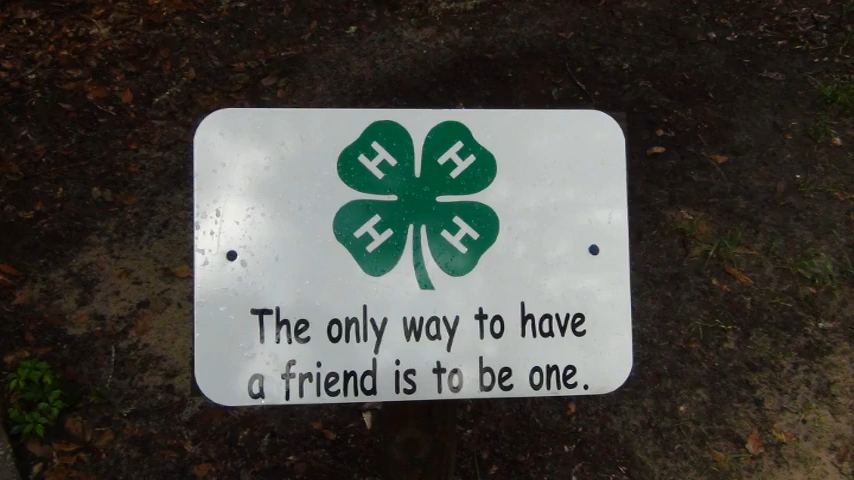 H H
H H
The only way to have
a friend is to be one.